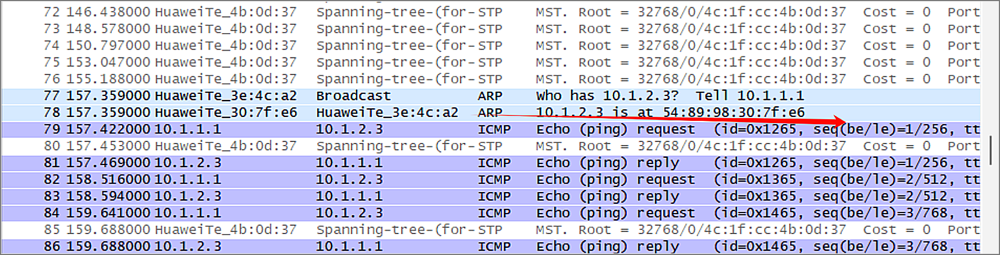 72 146.438000 HuaweiTe_4b:0d:37 Spanning-tree-(for- STP MST. Root = 32768/0/4c:1f:cc:4b:0d:37 Cost = 0 Port
73 148.578000 HuaweiTe_4b:0d:37 Spanning-tree-(for- STP MST. Root = 32768/0/4c:1f:cc:4b:0d:37 Cost = 0 Port
74 150.797000 HuaweiTe_4b:0d:37 Spanning-tree-(for- STP MST. Root = 32768/0/4c:1f:cc:4b:0d:37 Cost = 0 Port
75 153.047000 HuaweiTe_4b:0d:37 Spanning-tree-(for- STP MST. Root = 32768/0/4c:1f:cc:4b:0d:37 Cost = 0 Port
76 155.188000 HuaweiTe_4b:0d:37 Spanning-tree-(for- STP MST. Root = 32768/0/4c:1f:cc:4b:0d:37 Cost = 0 Port
77 157.359000 HuaweiTe_3e:4c:a2 Broadcast ARP Who has 10.1.2.3? Tell 10.1.1.1
78 157.359000 HuaweiTe_30:7f:e6 HuaweiTe_3e:4c:a2 ARP 10.1.2.3 is at 54:89:98:30:7f:e6
79 157.422000 10.1.1.1 10.1.2.3 ICMP Echo (ping) request (id=0x1265, seq(be/le)=1/256, tt
80 157.453000 HuaweiTe_4b:0d:37 Spanning-tree-(for- STP MST. Root = 32768/0/4c:1f:cc:4b:0d:37 Cost = 0 Port
81 157.469000 10.1.2.3 10.1.1.1 ICMP Echo (ping) reply (id=0x1265, seq(be/le)=1/256, tt
82 158.516000 10.1.1.1 10.1.2.3 ICMP Echo (ping) request (id=0x1365, seq(be/le)=2/512, tt
83 158.594000 10.1.2.3 10.1.1.1 ICMP Echo (ping) reply (id=0x1365, seq(be/le)=2/512, tt
84 159.641000 10.1.1.1 10.1.2.3 ICMP Echo (ping) request (id=0x1465, seq(be/le)=3/768, tt
85 159.688000 HuaweiTe_4b:0d:37 Spanning-tree-(for- STP MST. Root = 32768/0/4c:1f:cc:4b:0d:37 Cost = 0 Port
86 159.688000 10.1.2.3 10.1.1.1 ICMP Echo (ping) reply (id=0x1465, seq(be/le)=3/768, tt